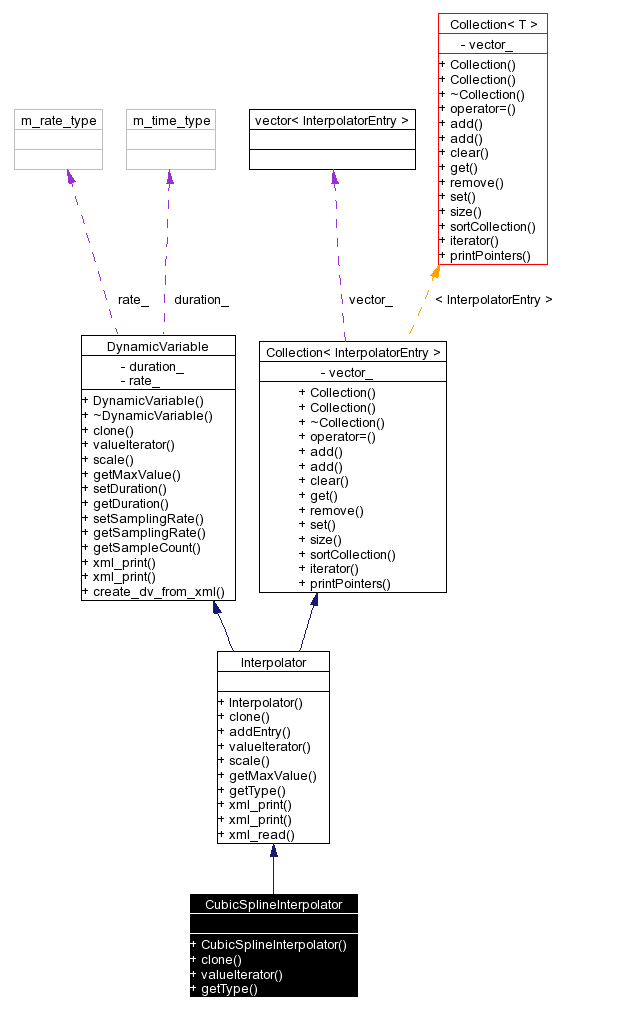 Collection< T >
- vector_
+ Collection()
+ Collection()
+ ~Collection()
+ operator=()
+ add()
+ add()
+ clear()
+ get()
+ remove()
+ set()
+ size()
+ sortCollection()
+ iterator()
+ printPointers()
m_rate_type
m_time_type
vector< InterpolatorEntry >
rate_
duration_
vector_
< InterpolatorEntry >
DynamicVariable
- duration_
- rate_
+ DynamicVariable()
+ ~DynamicVariable()
+ clone()
+ valueIterator()
+ scale()
+ getMaxValue()
+ setDuration()
+ getDuration()
+ setSamplingRate()
+ getSamplingRate()
+ getSampleCount()
+ xml_print()
+ xml_print()
+ create_dv_from_xml()
Collection< InterpolatorEntry >
- vector_
+ Collection()
+ Collection()
+ ~Collection()
+ operator=()
+ add()
+ add()
+ clear()
+ get()
+ remove()
+ set()
+ size()
+ sortCollection()
+ iterator()
+ printPointers()
Interpolator
+ Interpolator()
+ clone()
+ addEntry()
+ valueIterator()
+ scale()
+ getMaxValue()
+ getType()
+ xml_print()
+ xml_print()
+ xml_read()
CubicSplineInterpolator
+ CubicSplineInterpolator()
+ clone()
+ valueIterator()
+ getType()